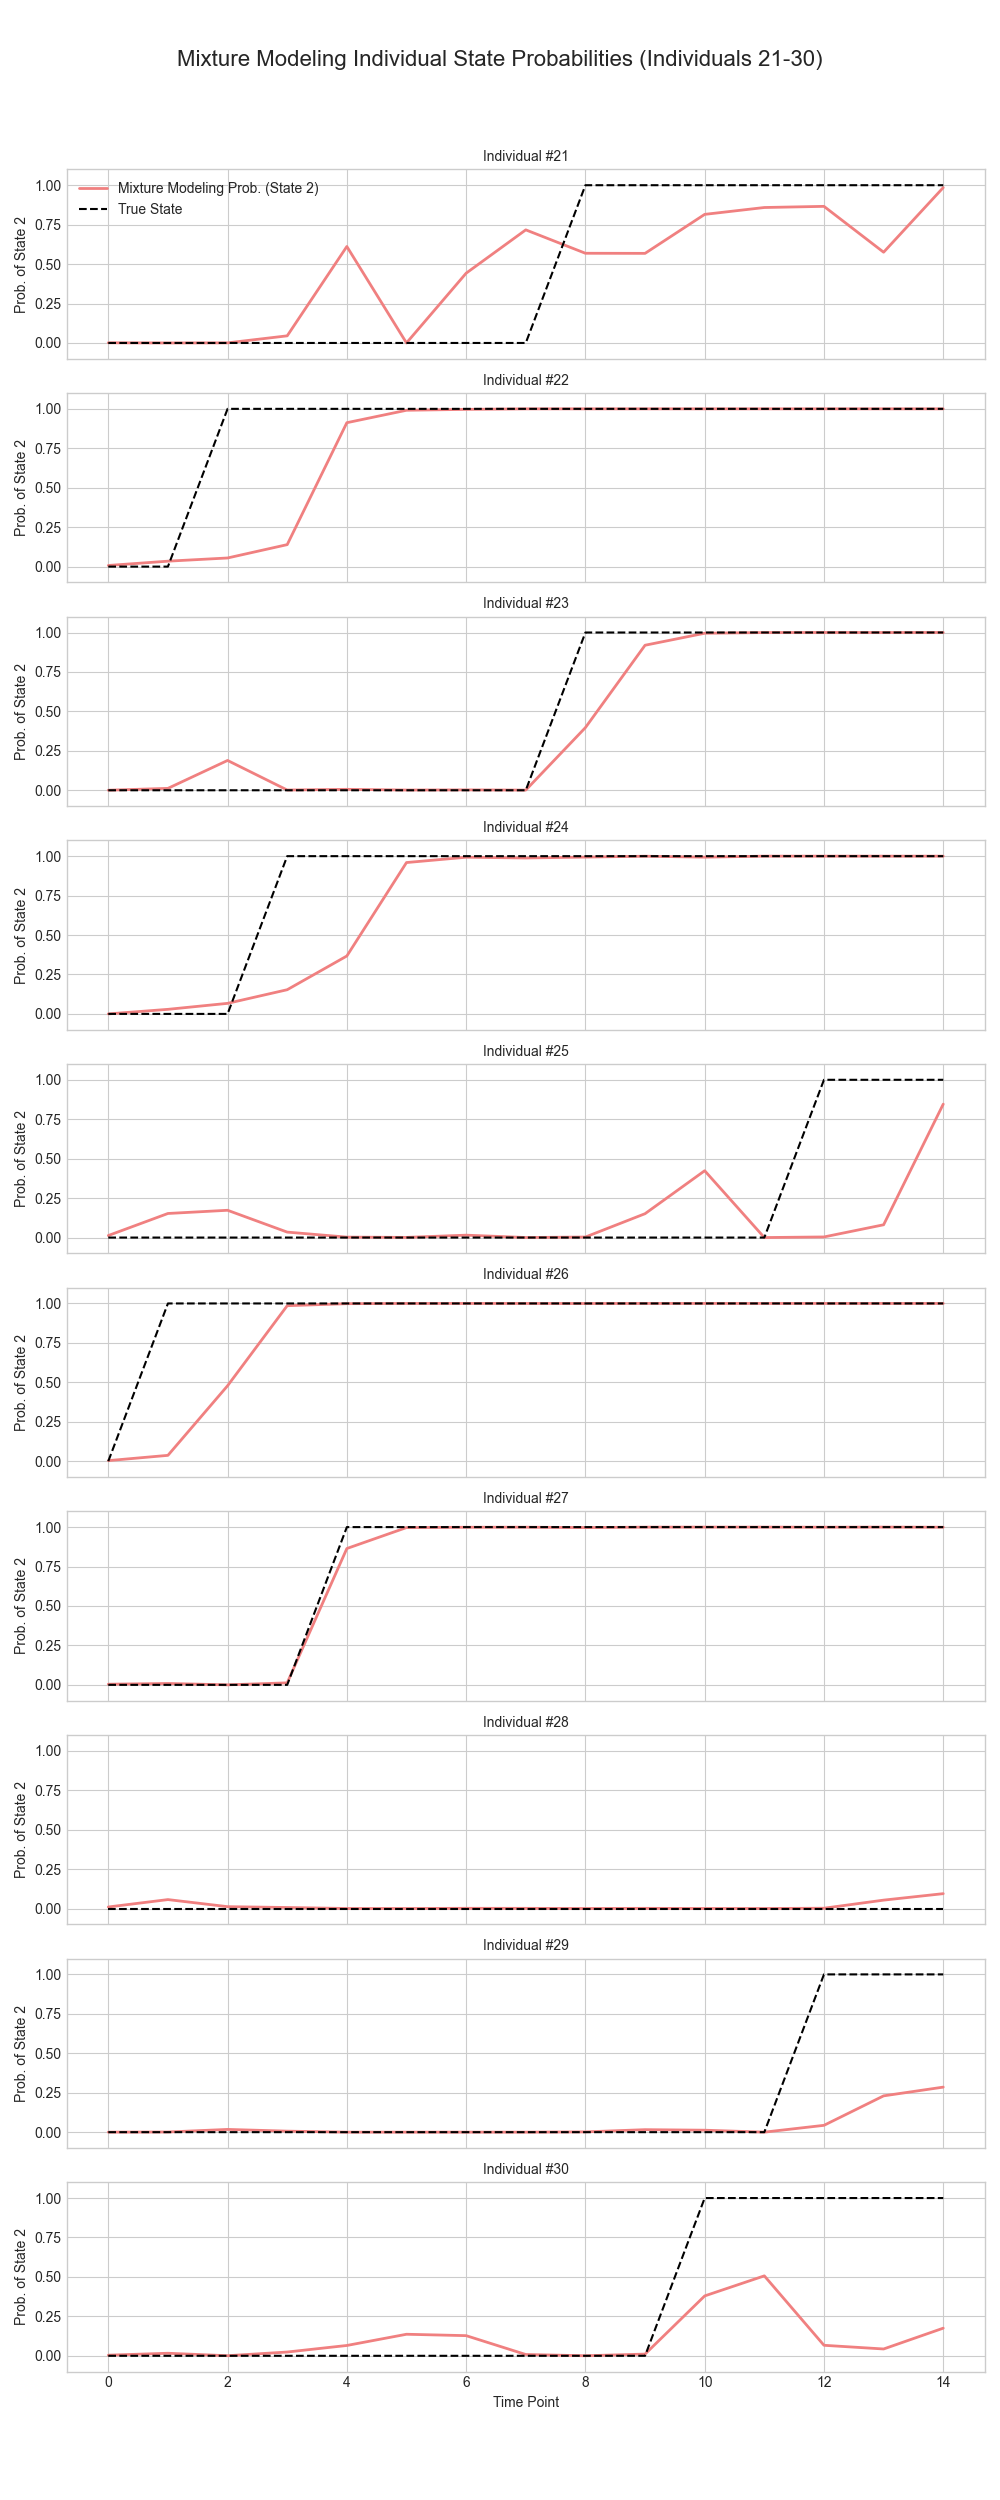 Mixture Modeling Individual State Probabilities (Individuals 21-30)
Individual #21
Mixture Modeling Prob. (State 2)
True State
1.00
0.75
0.50
0.25
0.00
Prob. of State 2
Individual #22
1.00
0.75
0.50
0.25
0.00
Prob. of State 2
Individual #23
1.00
0.75
0.50
0.25
0.00
Prob. of State 2
Individual #24
1.00
0.75
0.50
0.25
0.00
Prob. of State 2
Individual #25
1.00
0.75
0.50
0.25
0.00
Prob. of State 2
Individual #26
1.00
0.75
0.50
0.25
0.00
Prob. of State 2
Individual #27
1.00
0.75
0.50
0.25
0.00
Prob. of State 2
Individual #28
1.00
0.75
0.50
0.25
0.00
Prob. of State 2
Individual #29
1.00
0.75
0.50
0.25
0.00
Prob. of State 2
Individual #30
1.00
0.75
0.50
0.25
0.00
Prob. of State 2
0 2 4 6 8 10 12 14
Time Point